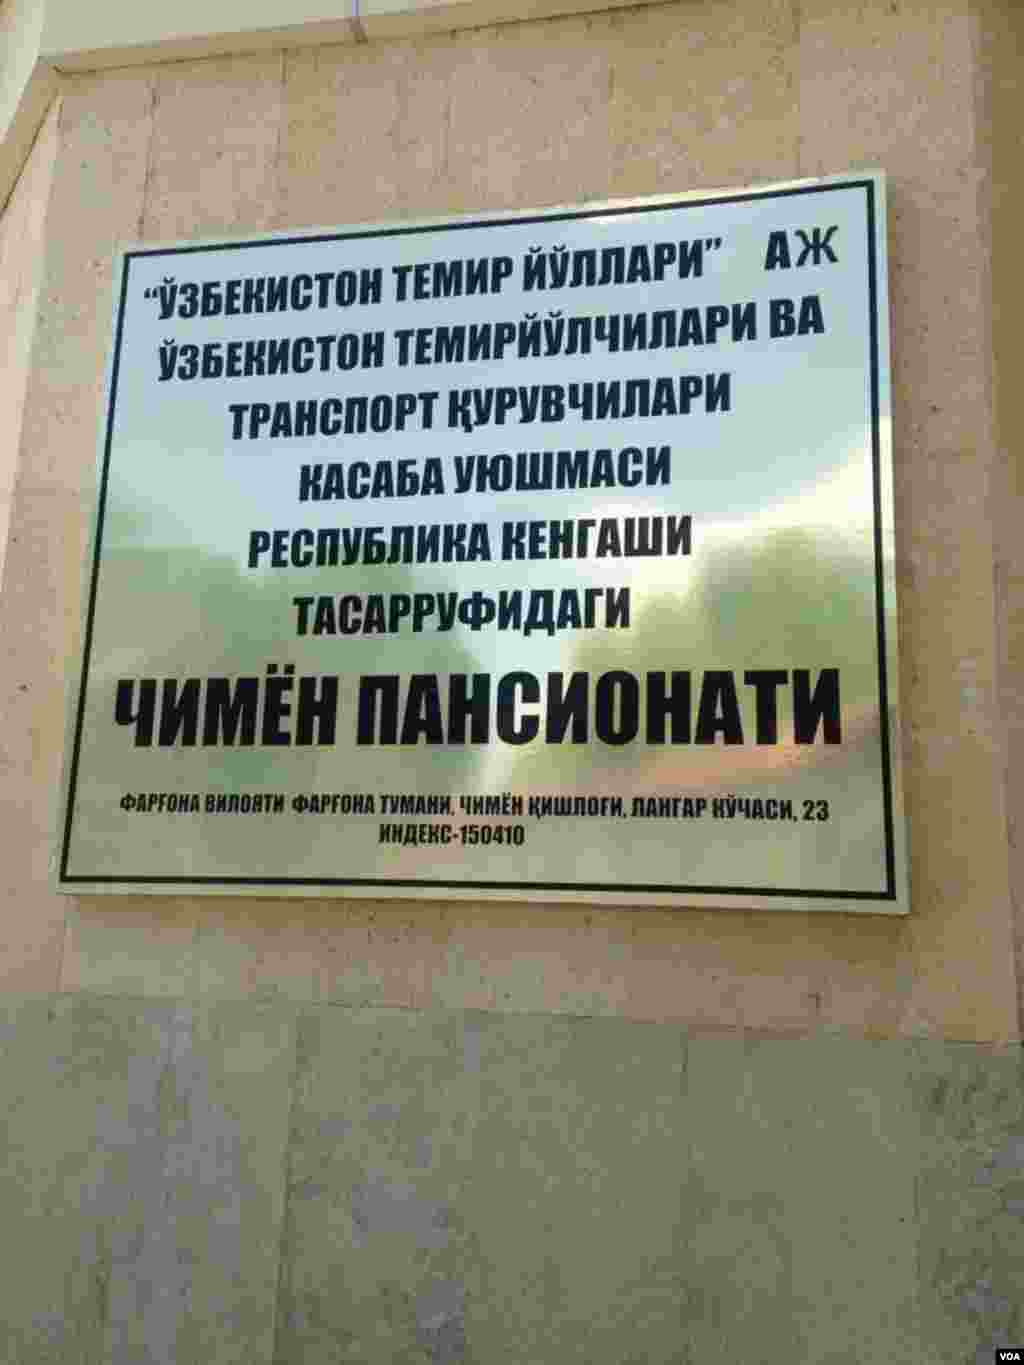 “ЎЗБЕКИСТОН ТЕМИР ЙЎЛЛАРИ” АЖ
ЎЗБЕКИСТОН ТЕМИРЙЎЛЧИЛАРИ ВА
ТРАНСПОРТ ҚУРУВЧИЛАРИ
КАСАБА УЮШМАСИ
РЕСПУБЛИКА КЕНГАШИ
ТАСАРРУФИДАГИ
ЧИМЁН ПАНСИОНАТИ
ФАРҒОНА ВИЛОЯТИ ФАРҒОНА ТУМАНИ, ЧИМЁН ҚИШЛОҒИ, ЛАНГАР КЎЧАСИ, 23
ИНДЕКС-150410
VOA